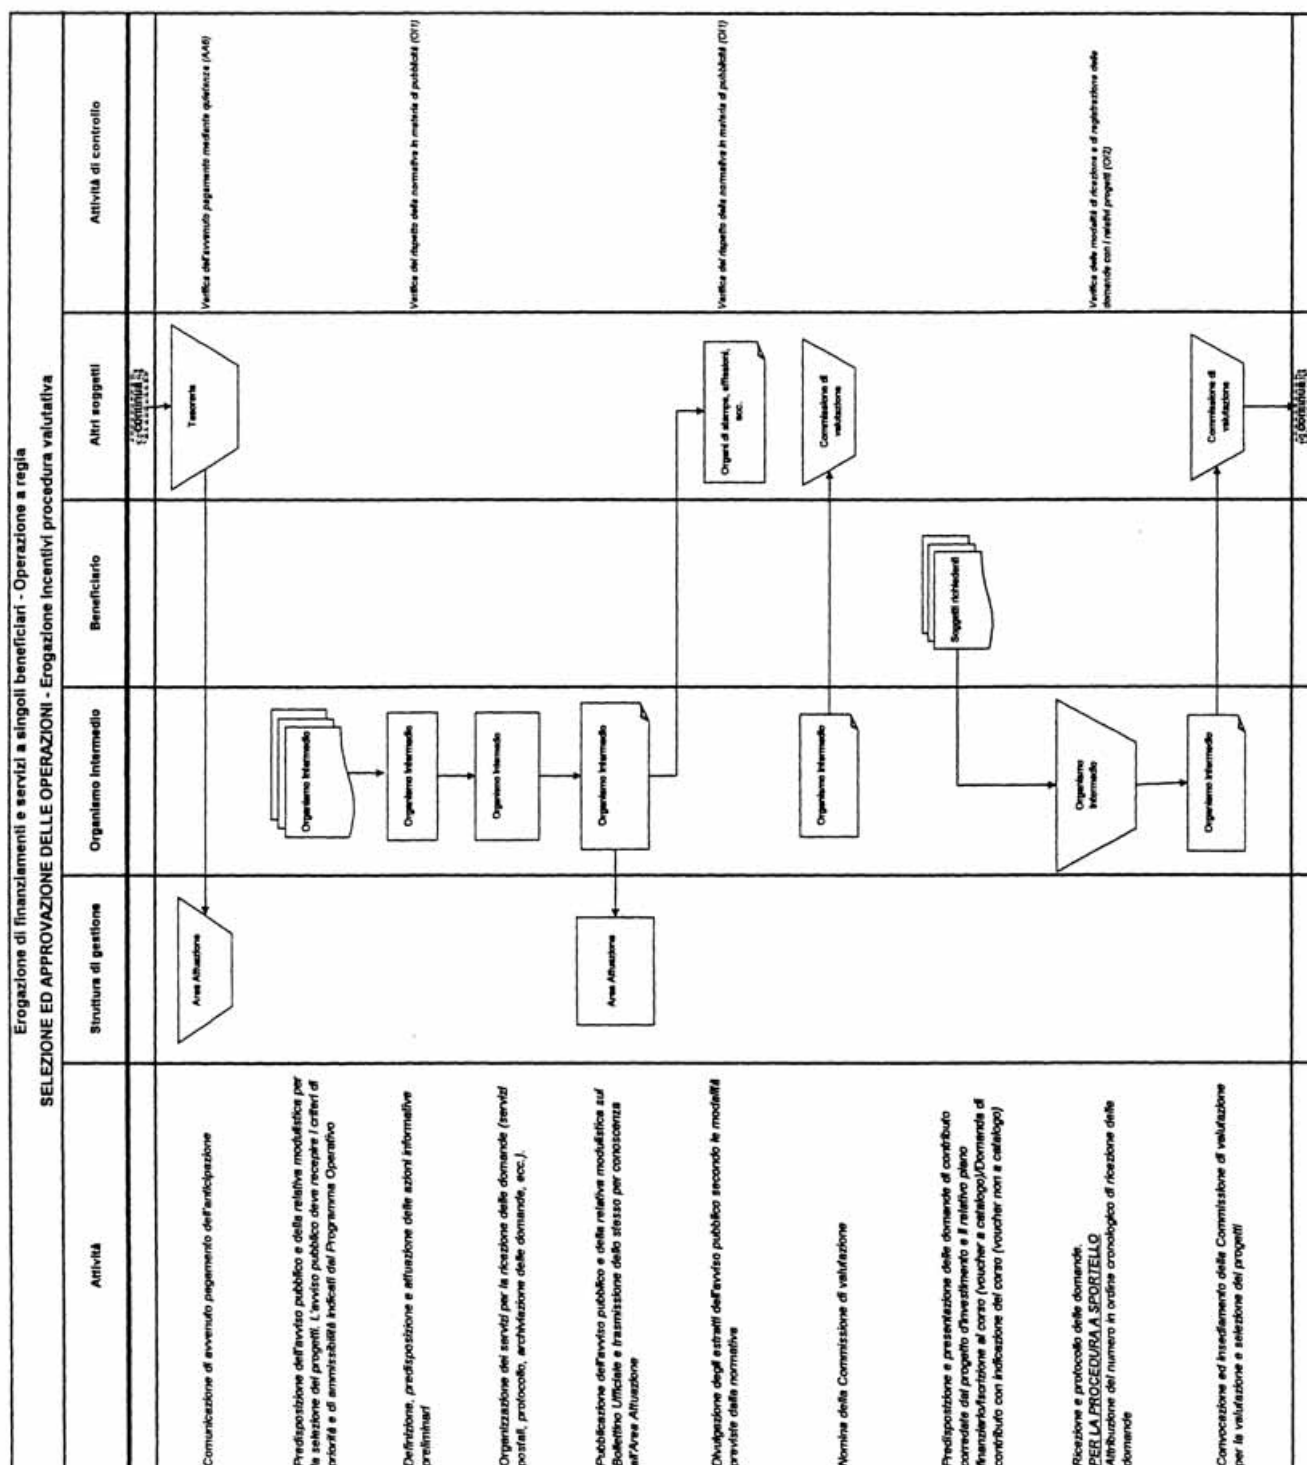 Erogazione di finanziamenti e servizi a singoli beneficiari - Operazione a regia
SELEZIONE ED APPROVAZIONE DELLE OPERAZIONI - Erogazione Incentivi procedura valutativa
Attività
Struttura di gestione
Organismo Intermedio
Beneficiario
Altri soggetti
Attività di controllo
continua
Comunicazione di avvenuto pagamento dell'anticipazione
Area Attuazione
Tesoreria
Verifica dell'avvenuto pagamento mediante quietanza (AA6)
Predisposizione dell'avviso pubblico e della relativa modulistica per
la selezione dei progetti. L'avviso pubblico deve recepire i criteri di
priorità e di ammissibilità indicati dal Programma Operativo
Organismo Intermedio
Definizione, predisposizione e attuazione delle azioni informative
preliminari
Organismo Intermedio
Verifica del rispetto della normativa in materia di pubblicità (OI1)
Organizzazione dei servizi per la ricezione delle domande (servizi
postali, protocollo, archiviazione delle domande, ecc.).
Organismo Intermedio
Pubblicazione dell'avviso pubblico e della relativa modulistica sul
Bollettino Ufficiale e trasmissione dello stesso per conoscenza
all'Area Attuazione
Area Attuazione
Organismo Intermedio
Divulgazione degli estratti dell'avviso pubblico secondo le modalità
previste dalla normativa
Organi di stampa, affissioni,
ecc.
Verifica del rispetto della normativa in materia di pubblicità (OI1)
Nomina della Commissione di valutazione
Organismo Intermedio
Commissione di
valutazione
Predisposizione e presentazione delle domande di contributo
corredate dal progetto d'investimento e il relativo piano
finanziario/Iscrizione al corso (voucher a catalogo)/Domanda di
contributo con indicazione del corso (voucher non a catalogo)
Soggetti richiedenti
Ricezione e protocollo delle domande.
PER LA PROCEDURA A SPORTELLO
Attribuzione del numero in ordine cronologico di ricezione delle
domande
Organismo
Intermedio
Verifica delle modalità di ricezione e di registrazione delle
domande con i relativi progetti (OI2)
Convocazione ed insediamento della Commissione di valutazione
per la valutazione e selezione dei progetti
Organismo Intermedio
Commissione di
valutazione
continua